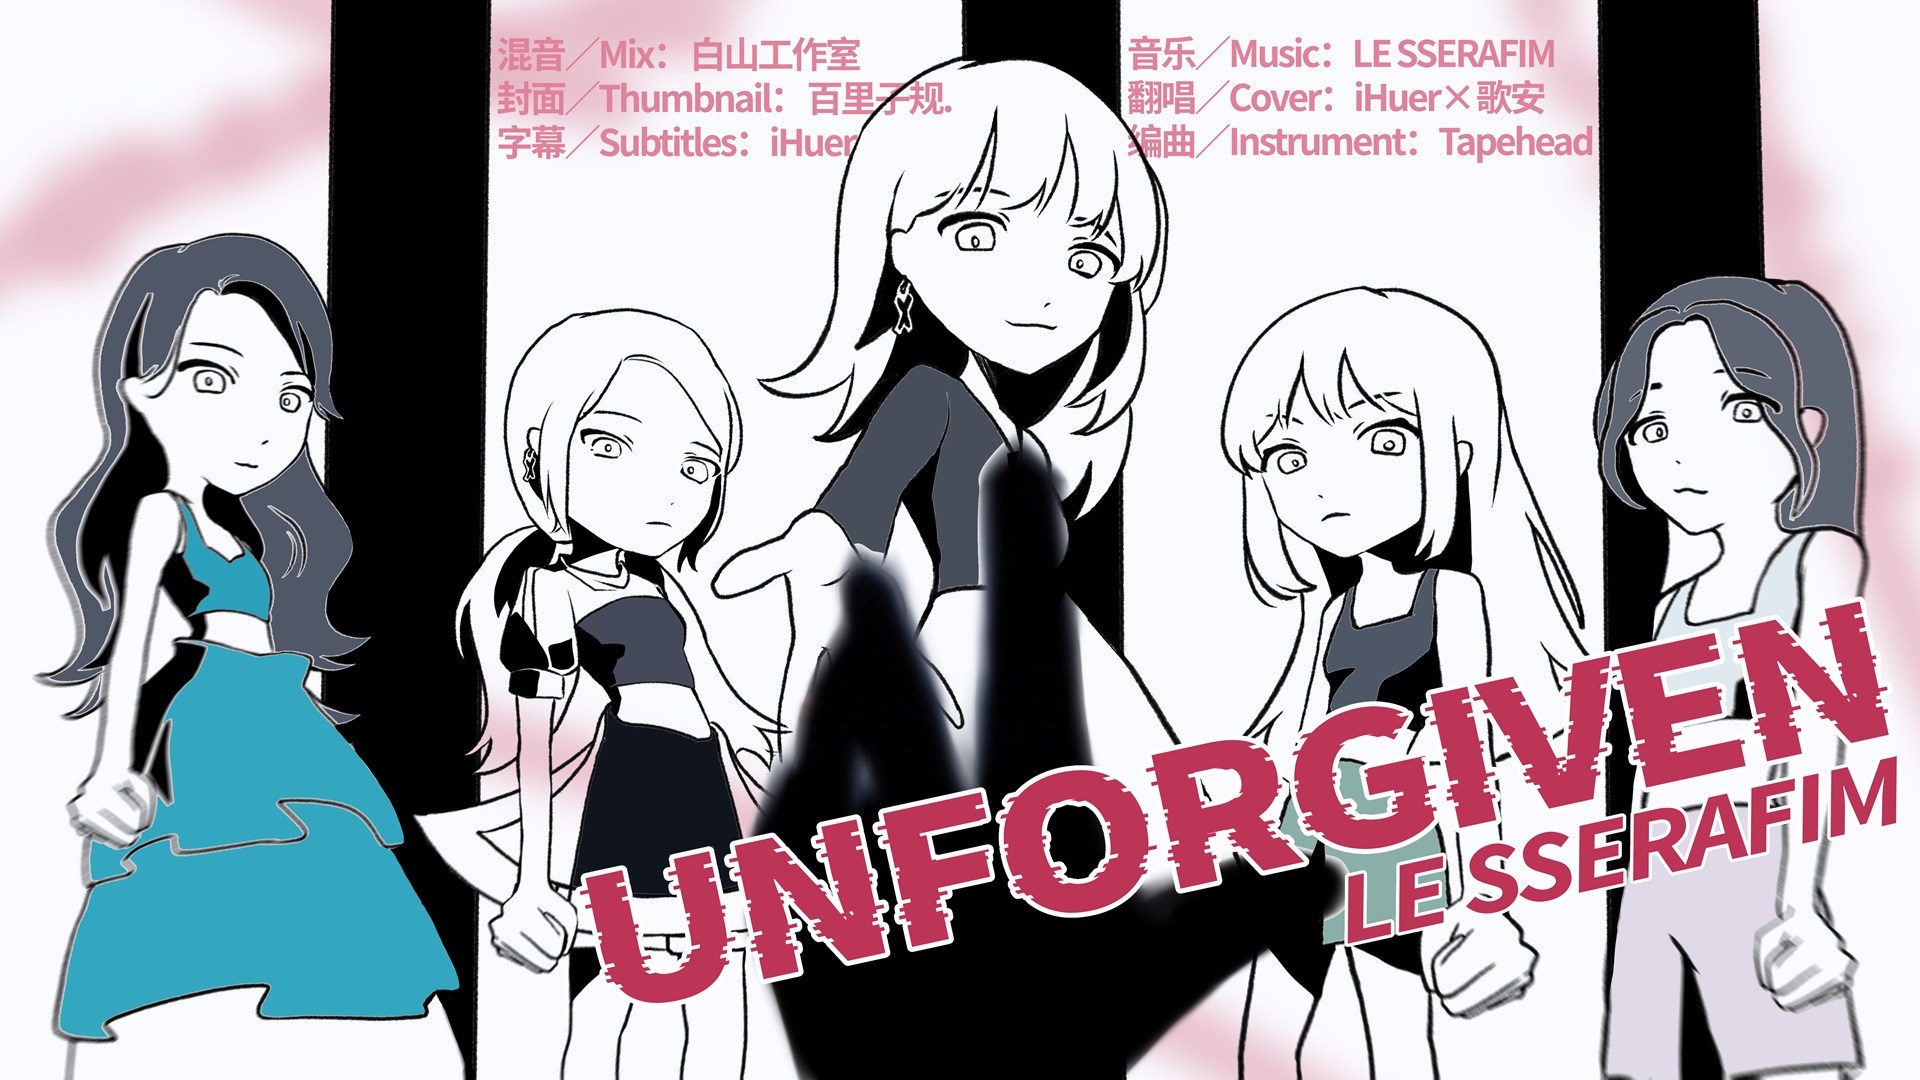 混音／Mix：白山工作室
封面／Thumbnail：百里子规.
字幕／Subtitles：iHuer
音乐／Music：LE SSERAFIM
翻唱／Cover：iHuer×歌安
编曲／Instrument：Tapehead
UNFORGIVEN
LE SSERAFIM